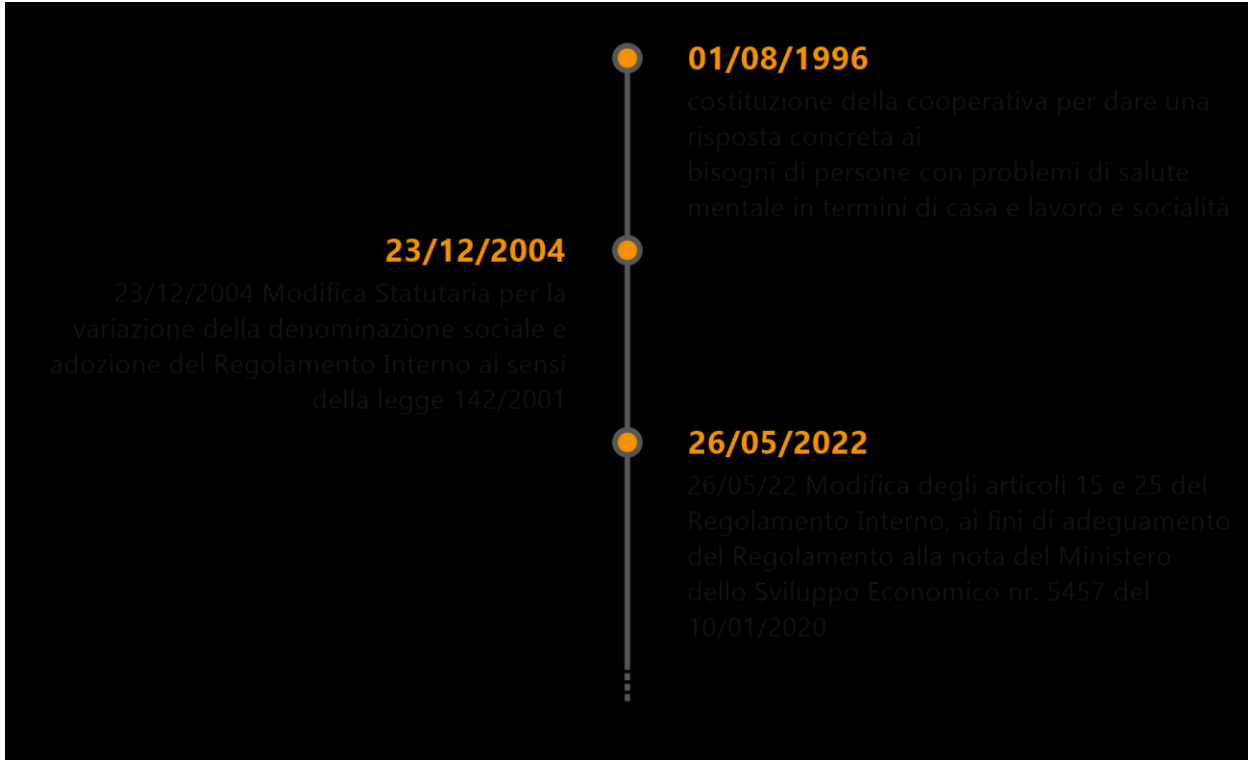 01/08/1996
costituzione della cooperativa per dare una
risposta concreta ai
bisogni di persone con problemi di salute
mentale in termini di casa e lavoro e socialità
23/12/2004
23/12/2004 Modifica Statutaria per la
variazione della denominazione sociale e
adozione del Regolamento Interno ai sensi
della legge 142/2001
26/05/2022
26/05/22 Modifica degli articoli 15 e 25 del
Regolamento Interno, ai fini di adeguamento
del Regolamento alla nota del Ministero
dello Sviluppo Economico nr. 5457 del
10/01/2020